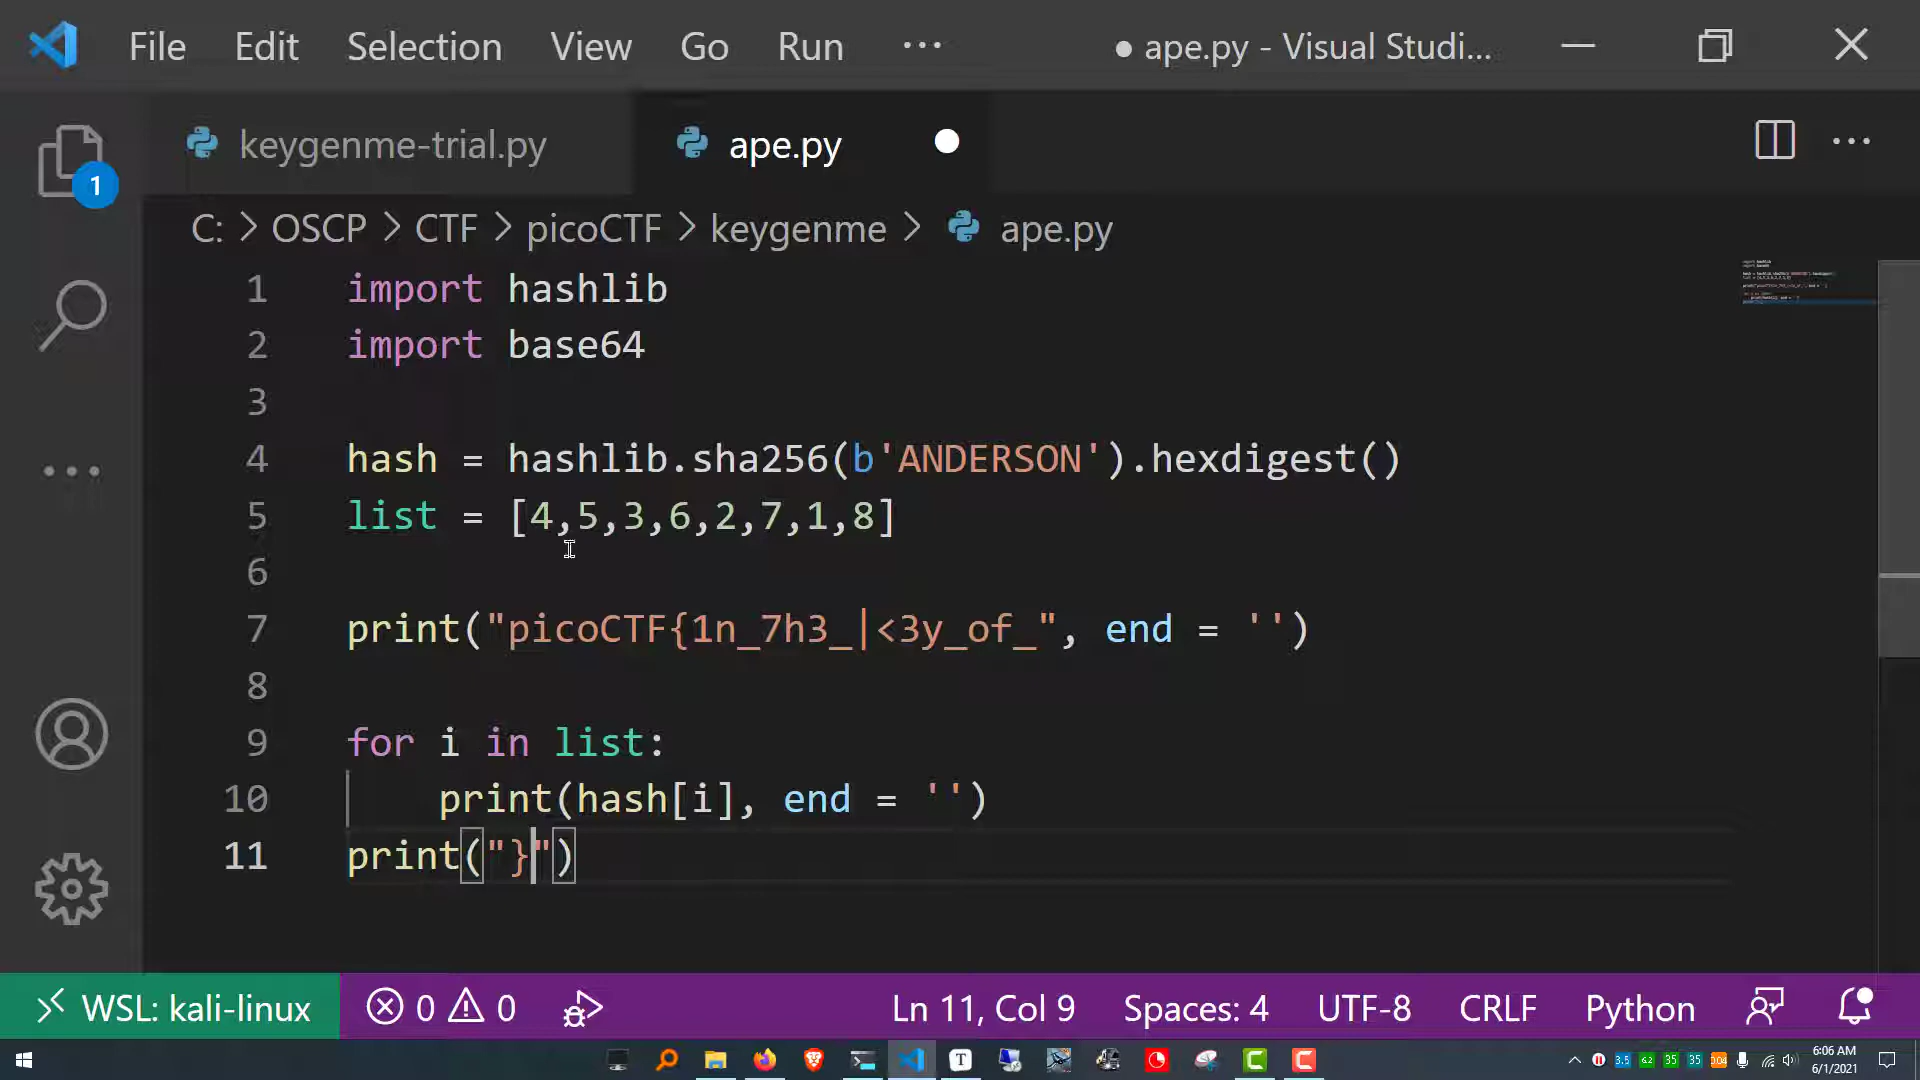 File Edit Selection View Go Run ··· ● ape.py - Visual Studi...
keygenme-trial.py ape.py
1
C: > OSCP > CTF > picoCTF > keygenme > ape.py
1 import hashlib
2 import base64
3
4 hash = hashlib.sha256(b'ANDERSON').hexdigest()
5 list = [4,5,3,6,2,7,1,8]
6
7 print("picoCTF{1n_7h3_|<3y_of_", end = '')
8
9 for i in list:
10 print(hash[i], end = '')
11 print("}")
WSL: kali-linux 0 0 Ln 11, Col 9 Spaces: 4 UTF-8 CRLF Python
6:06 AM
6/1/2021